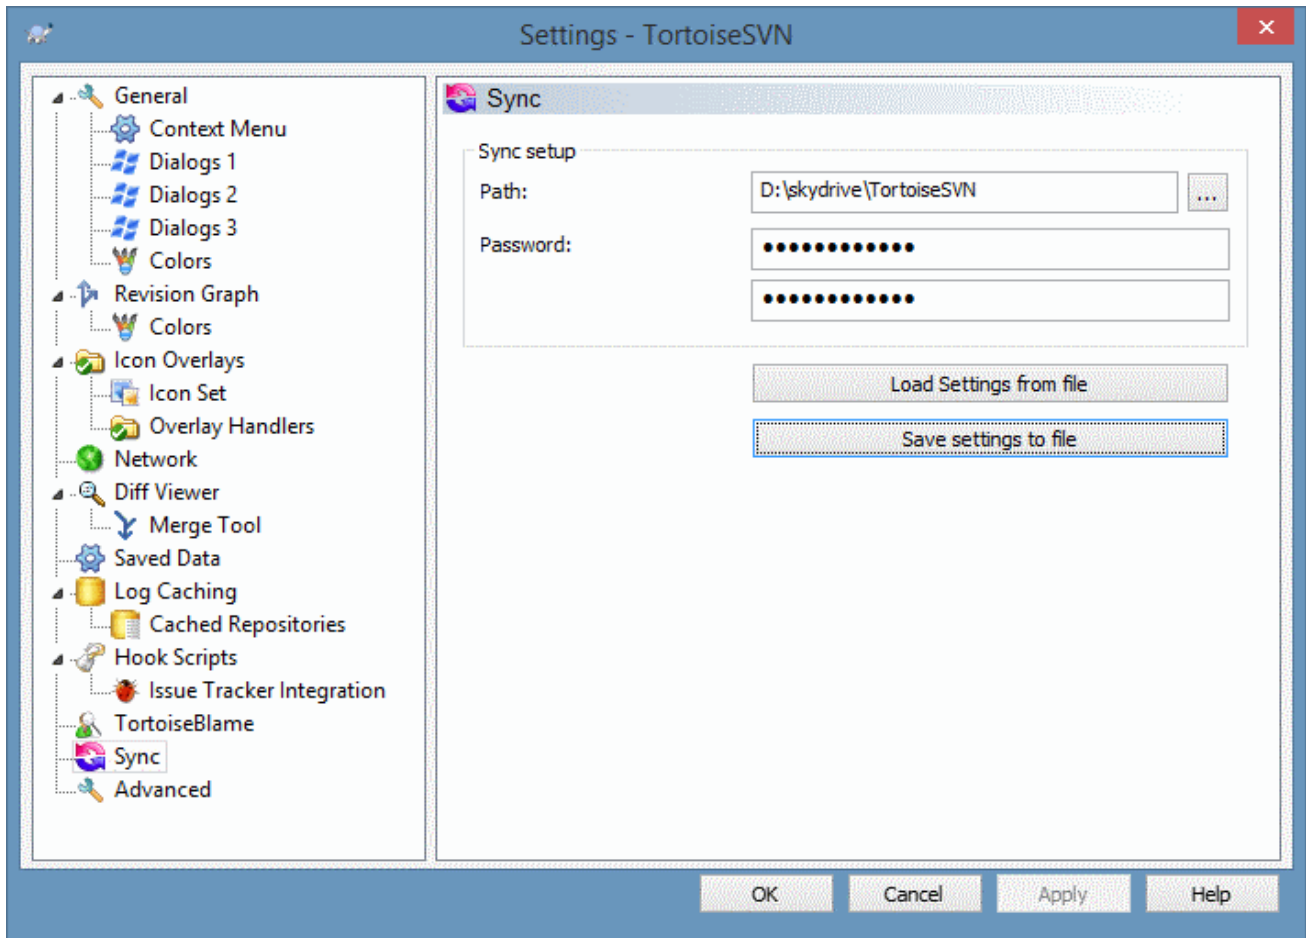 Settings - TortoiseSVN
General
Context Menu
Dialogs 1
Dialogs 2
Dialogs 3
Colors
Revision Graph
Colors
Icon Overlays
Icon Set
Overlay Handlers
Network
Diff Viewer
Merge Tool
Saved Data
Log Caching
Cached Repositories
Hook Scripts
Issue Tracker Integration
TortoiseBlame
Sync
Advanced
Sync
Sync setup
Path: D:\skydrive\TortoiseSVN ...
Password: ●●●●●●●●●●●●
●●●●●●●●●●●●
Load Settings from file
Save settings to file
OK Cancel Apply Help